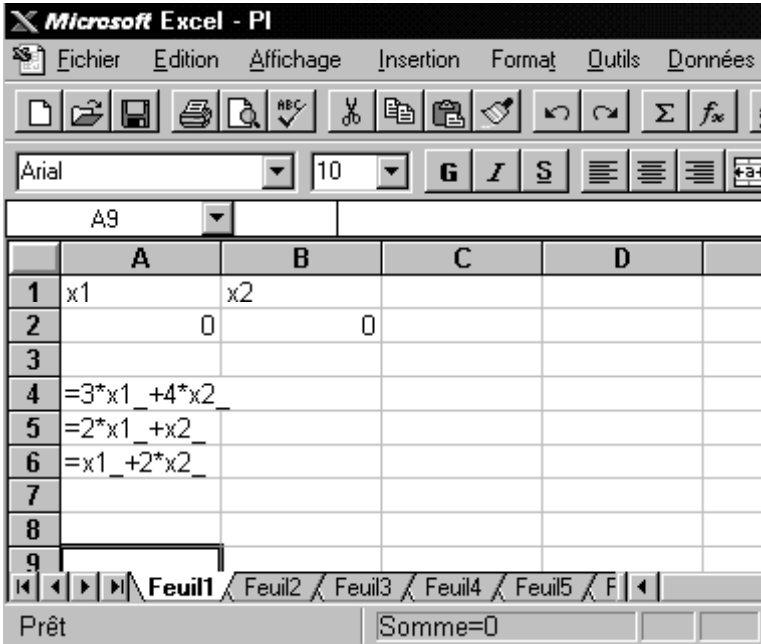 Microsoft Excel - PI
Fichier Edition Affichage Insertion Format Outils Données
ABC Σ fx
Arial 10 G I S +a+
A9
A B C D
1 x1 x2
2 0 0
3
4 =3*x1_+4*x2_
5 =2*x1_+x2_
6 =x1_+2*x2_
7
8
9
Feuil1 Feuil2 Feuil3 Feuil4 Feuil5 F
Prêt Somme=0